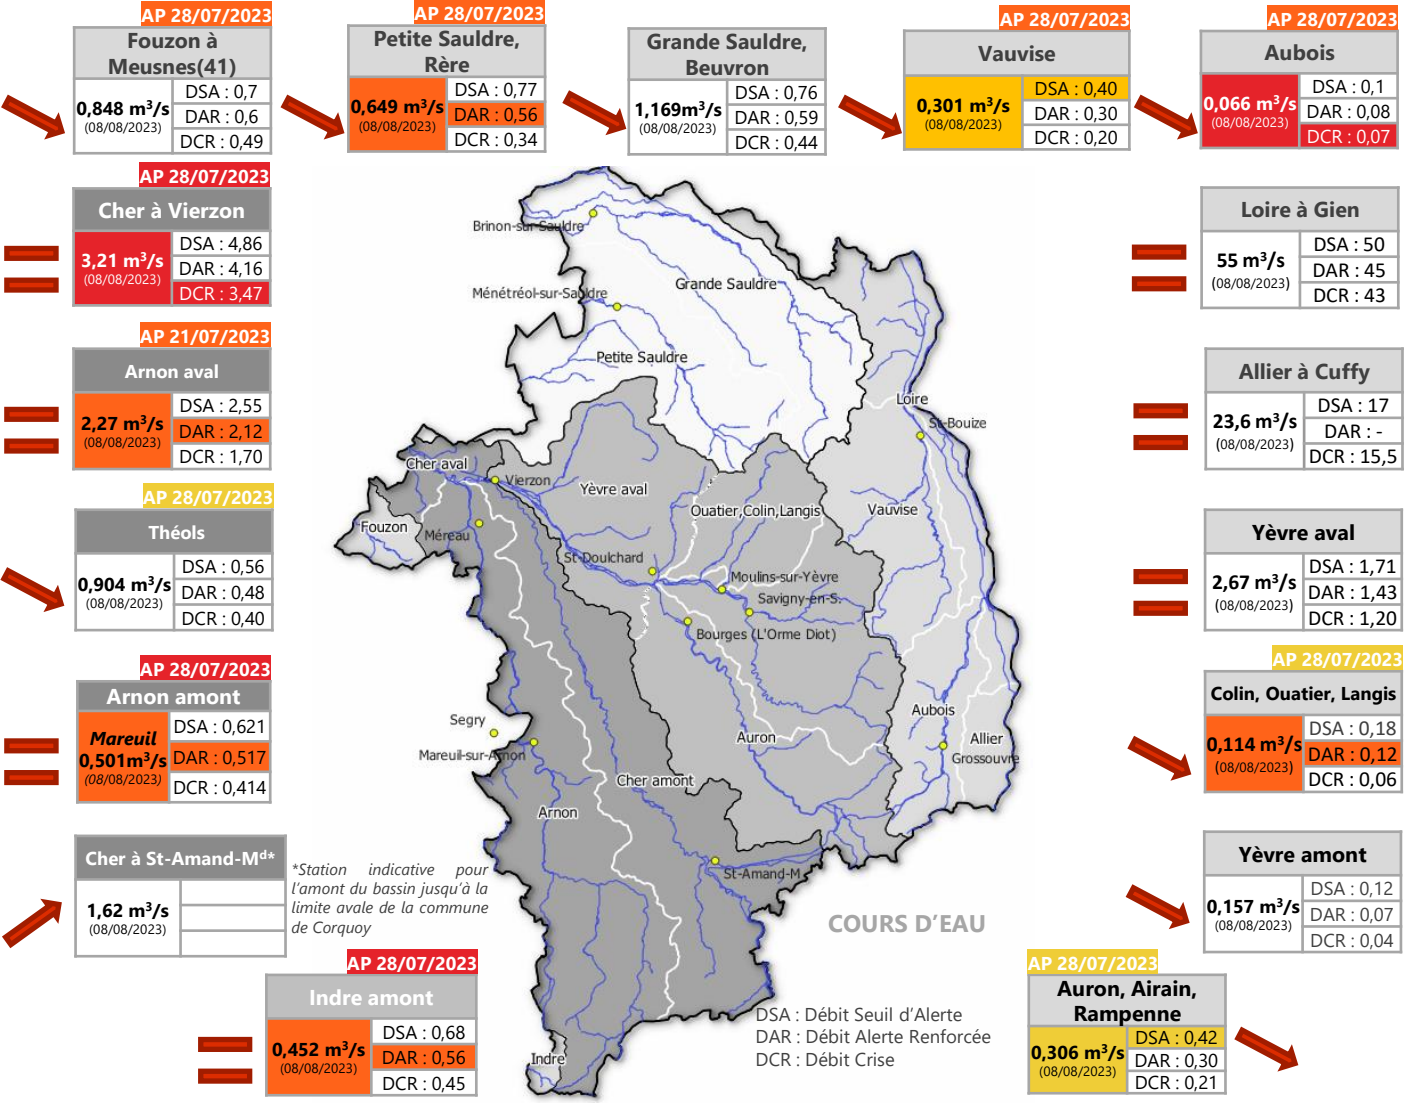 AP 28/07/2023
Fouzon à
Meusnes(41)
0,848 m³/s
(08/08/2023)
DSA : 0,7
DAR : 0,6
DCR : 0,49
AP 28/07/2023
Petite Sauldre,
Rère
0,649 m³/s
(08/08/2023)
DSA : 0,77
DAR : 0,56
DCR : 0,34
Grande Sauldre,
Beuvron
1,169m³/s
(08/08/2023)
DSA : 0,76
DAR : 0,59
DCR : 0,44
AP 28/07/2023
Vauvise
0,301 m³/s
(08/08/2023)
DSA : 0,40
DAR : 0,30
DCR : 0,20
AP 28/07/2023
Aubois
0,066 m³/s
(08/08/2023)
DSA : 0,1
DAR : 0,08
DCR : 0,07
AP 28/07/2023
Cher à Vierzon
3,21 m³/s
(08/08/2023)
DSA : 4,86
DAR : 4,16
DCR : 3,47
AP 21/07/2023
Arnon aval
2,27 m³/s
(08/08/2023)
DSA : 2,55
DAR : 2,12
DCR : 1,70
AP 28/07/2023
Théols
0,904 m³/s
(08/08/2023)
DSA : 0,56
DAR : 0,48
DCR : 0,40
AP 28/07/2023
Arnon amont
Mareuil
0,501m³/s
(08/08/2023)
DSA : 0,621
DAR : 0,517
DCR : 0,414
Cher à St-Amand-Mᵈ*
1,62 m³/s
(08/08/2023)
*Station indicative pour
l'amont du bassin jusqu'à la
limite avale de la commune
de Corquoy
AP 28/07/2023
Indre amont
0,452 m³/s
(08/08/2023)
DSA : 0,68
DAR : 0,56
DCR : 0,45
Brinon-sur-Sauldre
Ménétréol-sur-Sauldre
Grande Sauldre
Petite Sauldre
Loire
St-Bouize
Cher aval
Vierzon
Yèvre aval
Ouatier,Colin,Langis
Vauvise
Fouzon
Méreau
St-Doulchard
Moulins-sur-Yèvre
Savigny-en-S.
Bourges (L'Orme Diot)
Segry
Mareuil-sur-Arnon
Auron
Aubois
Allier
Grossouvre
Cher amont
Arnon
St-Amand-M
Indre
COURS D'EAU
DSA : Débit Seuil d'Alerte
DAR : Débit Alerte Renforcée
DCR : Débit Crise
Loire à Gien
55 m³/s
(08/08/2023)
DSA : 50
DAR : 45
DCR : 43
Allier à Cuffy
23,6 m³/s
(08/08/2023)
DSA : 17
DAR : -
DCR : 15,5
Yèvre aval
2,67 m³/s
(08/08/2023)
DSA : 1,71
DAR : 1,43
DCR : 1,20
AP 28/07/2023
Colin, Ouatier, Langis
0,114 m³/s
(08/08/2023)
DSA : 0,18
DAR : 0,12
DCR : 0,06
Yèvre amont
0,157 m³/s
(08/08/2023)
DSA : 0,12
DAR : 0,07
DCR : 0,04
AP 28/07/2023
Auron, Airain,
Rampenne
0,306 m³/s
(08/08/2023)
DSA : 0,42
DAR : 0,30
DCR : 0,21